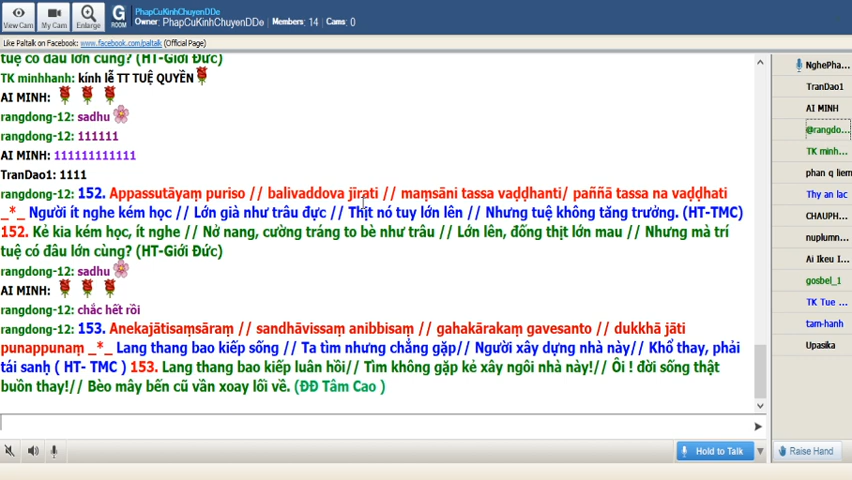 PhapCuKinhChuyenDDe
Owner: PhapCuKinhChuyenDDe Members: 14 Cams: 0
View Cam
My Cam
Enlarge
G
ROOM
Like Paltalk on Facebook: www.facebook.com/paltalk (Official Page)
tuệ có đâu lớn cùng? (HT-Giới Đức)
TK minhhanh: kính lễ TT TUỆ QUYỀN
AI MINH:
rangdong-12: sadhu
rangdong-12: 111111
AI MINH: 111111111111
TranDao1: 1111
rangdong-12: 152. Appassutāyaṃ puriso // balivaddova jīrati // maṃsāni tassa vaḍḍhanti/ paññā tassa na vaḍḍhati
_*_ Người ít nghe kém học // Lớn già như trâu đực // Thịt nó tuy lớn lên // Nhưng tuệ không tăng trưởng. (HT-TMC)
152. Kẻ kia kém học, ít nghe // Nở nang, cường tráng to bè như trâu // Lớn lên, đống thịt lớn mau // Nhưng mà trí
tuệ có đâu lớn cùng? (HT-Giới Đức)
rangdong-12: sadhu
AI MINH:
rangdong-12: chắc hết rồi
rangdong-12: 153. Anekajātisaṃsāraṃ // sandhāvissaṃ anibbisaṃ // gahakārakaṃ gavesanto // dukkhā jāti
punappunaṃ _*_ Lang thang bao kiếp sống // Ta tìm nhưng chẳng gặp// Người xây dựng nhà này// Khổ thay, phải
tái sanh ( HT- TMC ) 153. Lang thang bao kiếp luân hồi// Tìm không gặp kẻ xây ngôi nhà này!// Ôi ! đời sống thật
buồn thay!// Bèo mây bến cũ vần xoay lối về. (ĐĐ Tâm Cao )
NghePha...
TranDao1
AI MINH
@rangdo...
TK minh...
phan q liem
Thy an lac
CHAUPH...
nuplumn...
Ai Ikeu I...
gosbel_1
TK Tue ...
tam-hanh
Upasika
Hold to Talk
Raise Hand